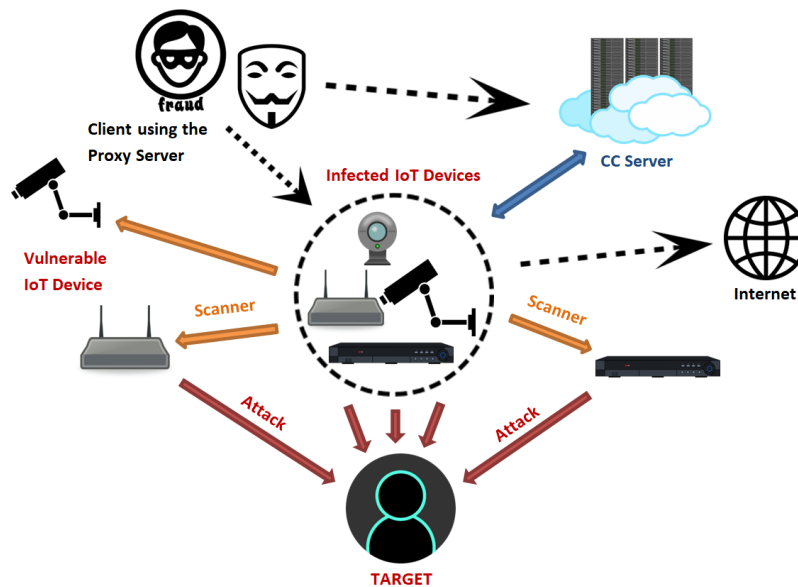 fraud
Client using the
Proxy Server
CC Server
Infected IoT Devices
Vulnerable
IoT Device
Internet
Scanner
Scanner
Attack
Attack
TARGET